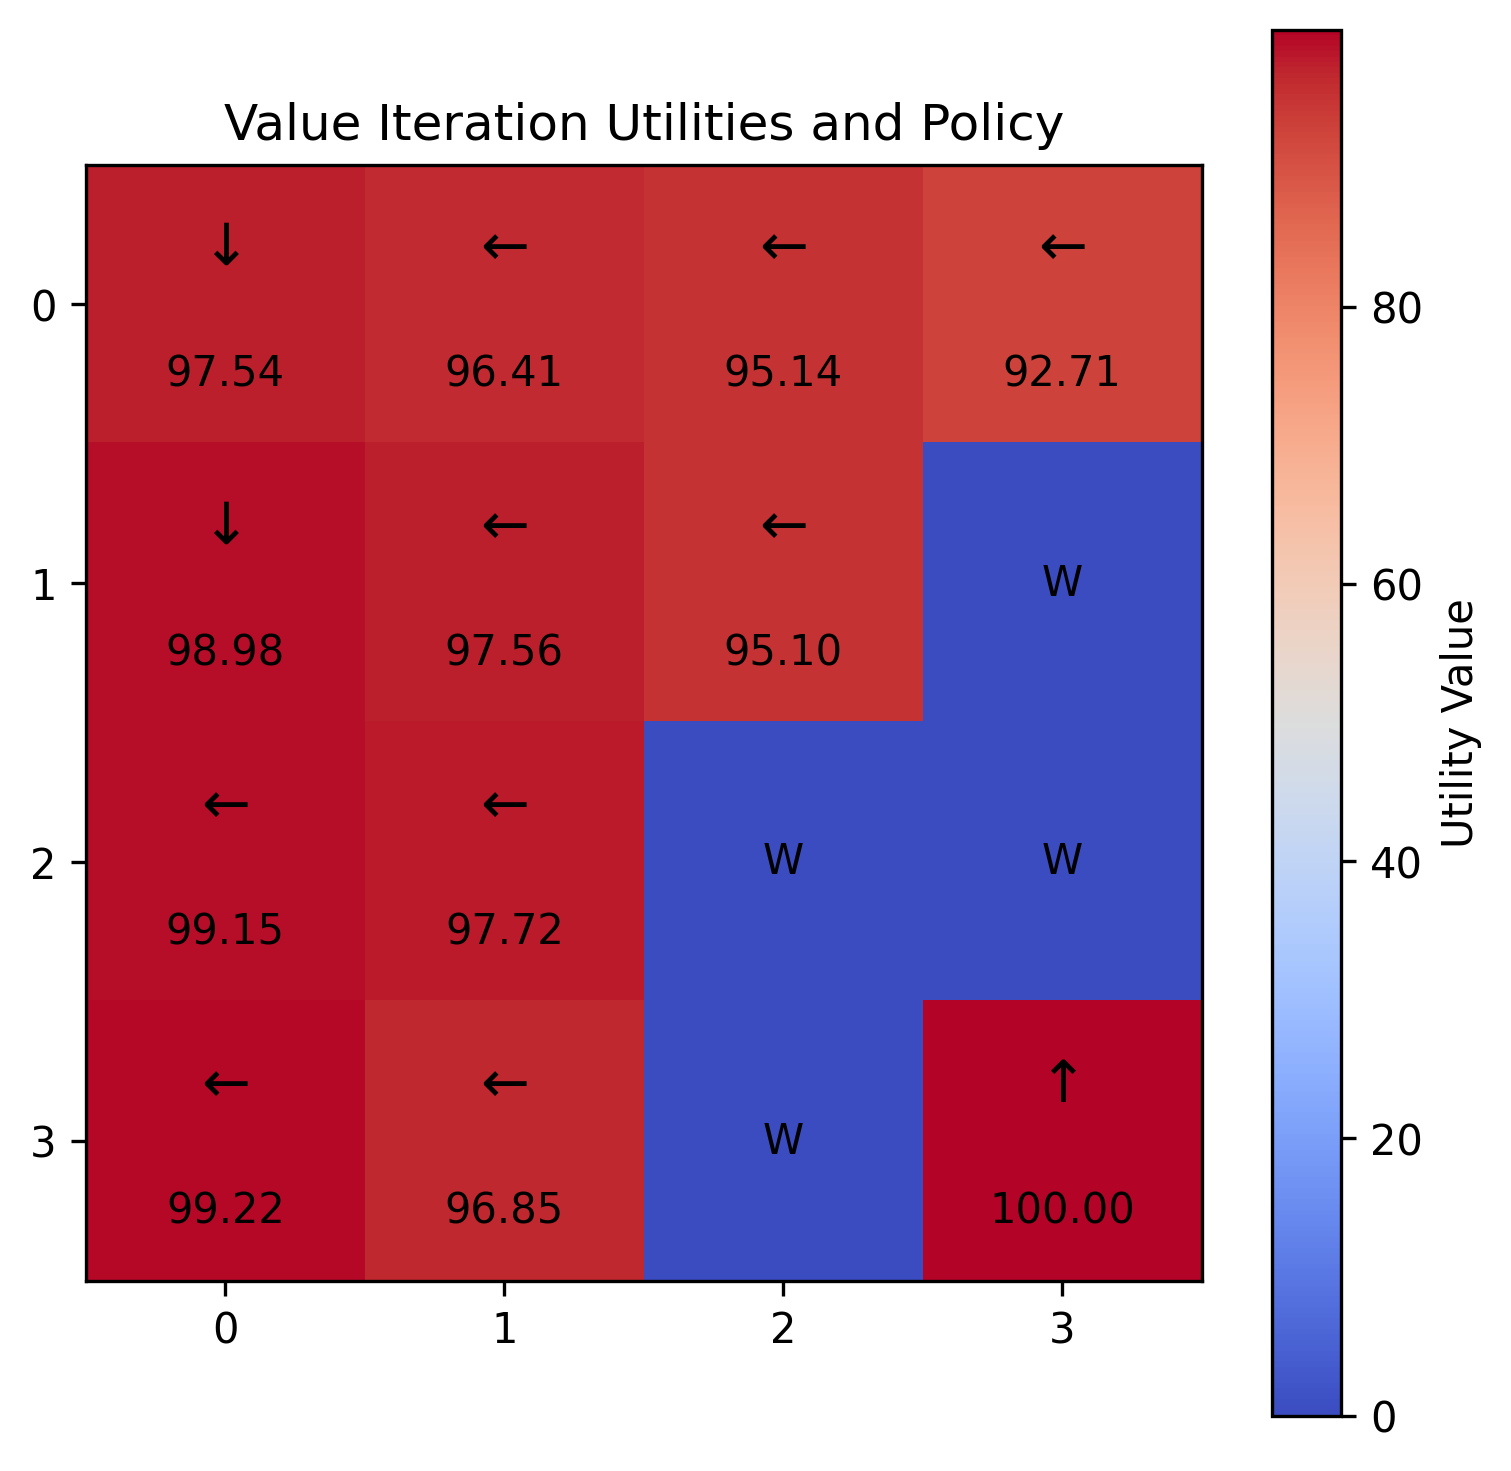 Value Iteration Utilities and Policy
↓ ← ← ←
0
97.54 96.41 95.14 92.71
↓ ← ←
1 W
98.98 97.56 95.10
← ←
2 W W
99.15 97.72
← ← ↑
3 W
99.22 96.85 100.00
0 1 2 3
80
60
40
20
0
Utility Value